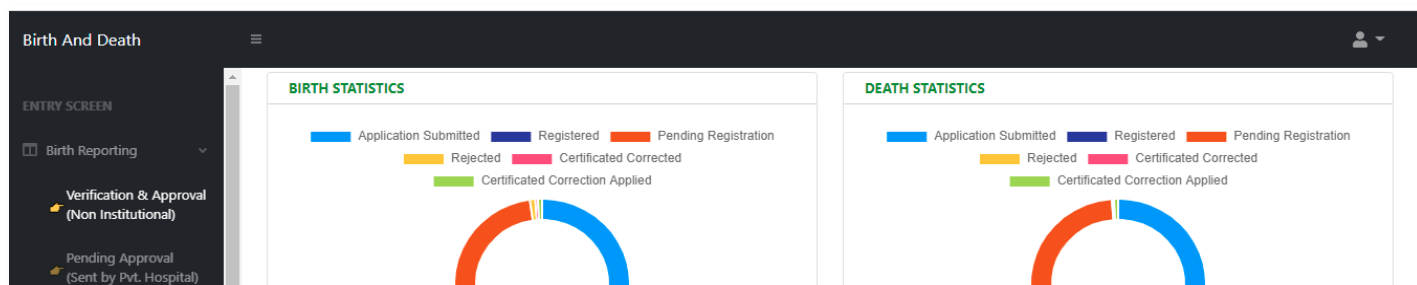 Birth And Death
ENTRY SCREEN
Birth Reporting
Verification & Approval
(Non Institutional)
Pending Approval
(Sent by Pvt. Hospital)
BIRTH STATISTICS
Application Submitted Registered Pending Registration
Rejected Certificated Corrected
Certificated Correction Applied
DEATH STATISTICS
Application Submitted Registered Pending Registration
Rejected Certificated Corrected
Certificated Correction Applied